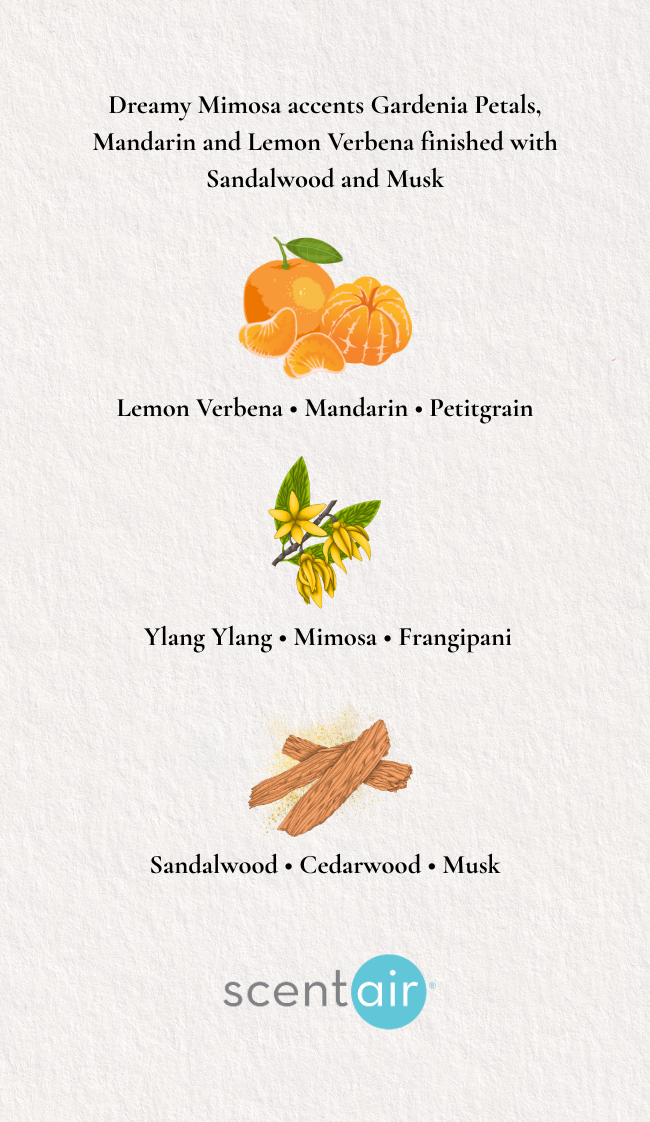 Dreamy Mimosa accents Gardenia Petals,
Mandarin and Lemon Verbena finished with
Sandalwood and Musk
Lemon Verbena • Mandarin • Petitgrain
Ylang Ylang • Mimosa • Frangipani
Sandalwood • Cedarwood • Musk
scentair®